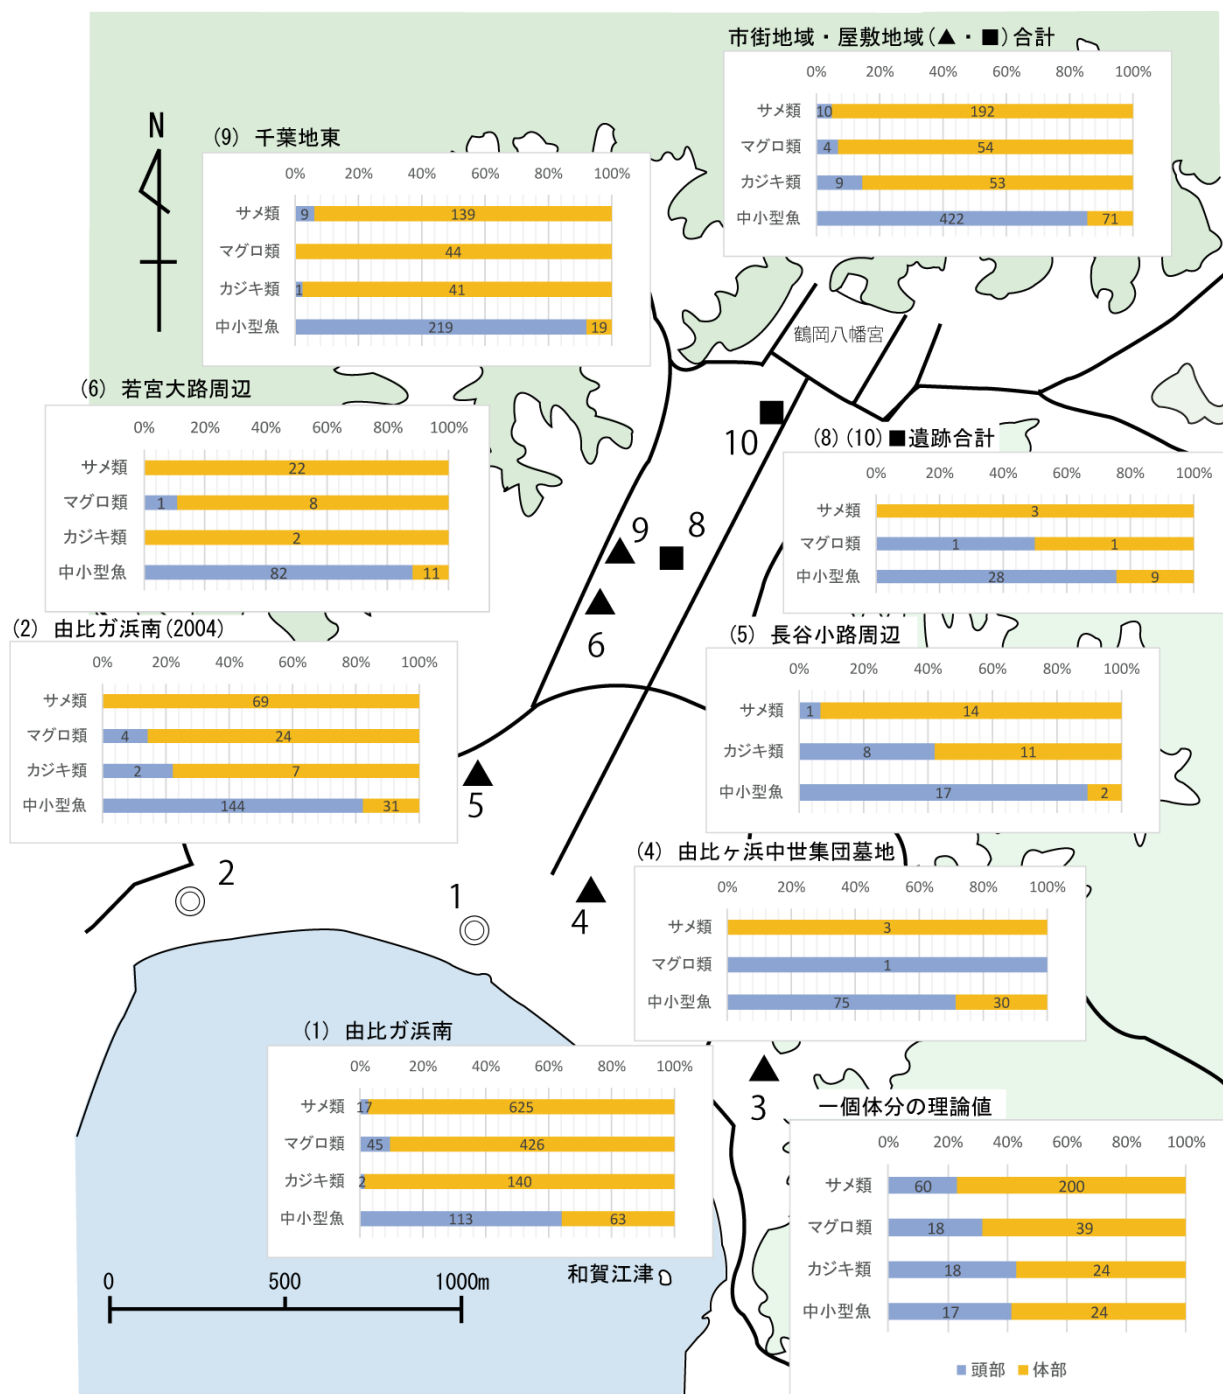 市街地域・屋敷地域(▲・■)合計
0% 20% 40% 60% 80% 100%
サメ類 10 192
マグロ類 4 54
カジキ類 9 53
中小型魚 422 71
N
(9) 千葉地東
0% 20% 40% 60% 80% 100%
サメ類 9 139
マグロ類 44
カジキ類 1 41
中小型魚 219 19
鶴岡八幡宮
(6) 若宮大路周辺
0% 20% 40% 60% 80% 100%
サメ類 22
マグロ類 1 8
カジキ類 2
中小型魚 82 11
10
(8)(10)■遺跡合計
0% 20% 40% 60% 80% 100%
サメ類 3
マグロ類 1 1
中小型魚 28 9
9
8
6
(2) 由比ガ浜南(2004)
0% 20% 40% 60% 80% 100%
サメ類 69
マグロ類 4 24
カジキ類 2 7
中小型魚 144 31
(5) 長谷小路周辺
0% 20% 40% 60% 80% 100%
サメ類 1 14
カジキ類 8 11
中小型魚 17 2
5
2
1
4
(4) 由比ヶ浜中世集団墓地
0% 20% 40% 60% 80% 100%
サメ類 3
マグロ類 1
中小型魚 75 30
(1) 由比ガ浜南
0% 20% 40% 60% 80% 100%
サメ類 17 625
マグロ類 45 426
カジキ類 2 140
中小型魚 113 63
3
一個体分の理論値
0% 20% 40% 60% 80% 100%
サメ類 60 200
マグロ類 18 39
カジキ類 18 24
中小型魚 17 24
頭部 体部
和賀江津
0 500 1000m